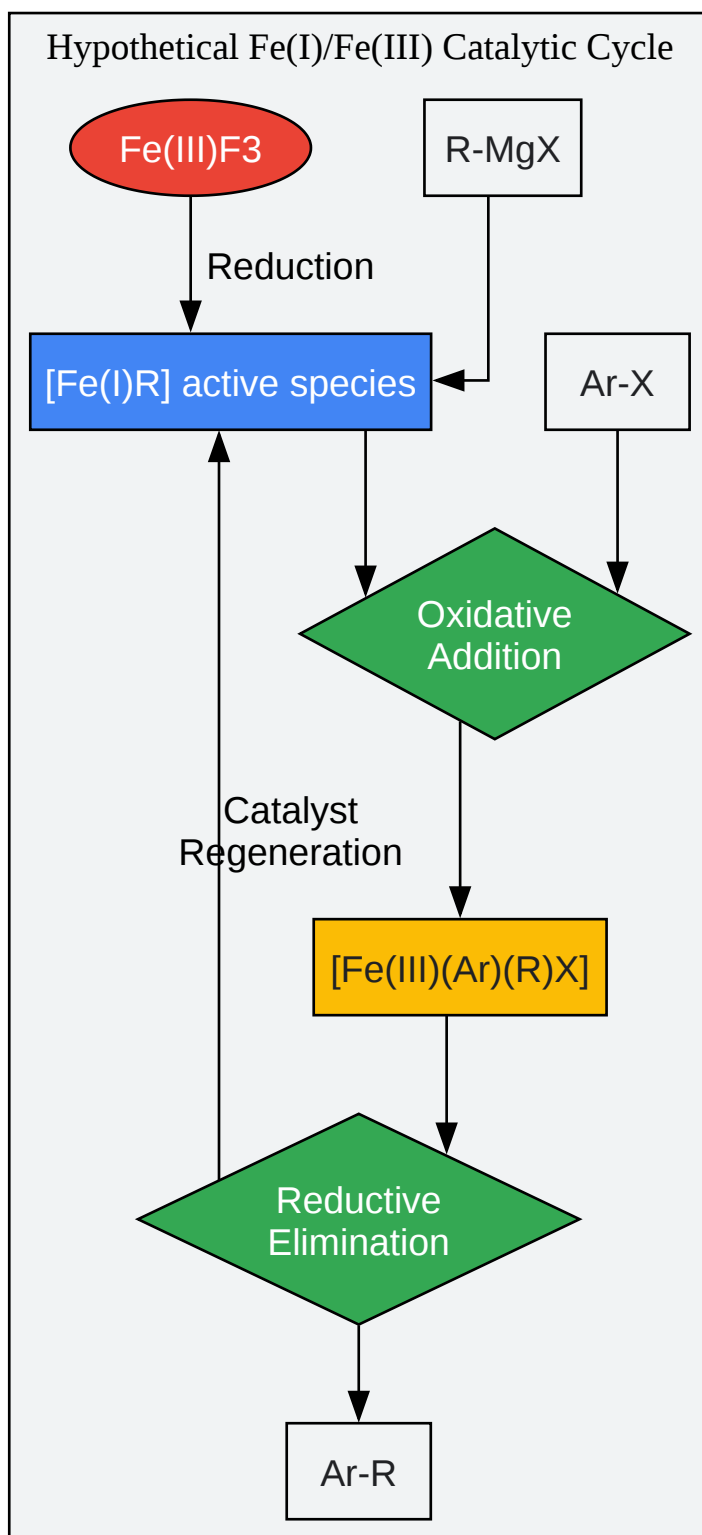 Hypothetical Fe(I)/Fe(III) Catalytic Cycle
Fe(III)F3
R-MgX
Reduction
[Fe(I)R] active species
Ar-X
Oxidative
Addition
Catalyst
Regeneration
[Fe(III)(Ar)(R)X]
Reductive
Elimination
Ar-R